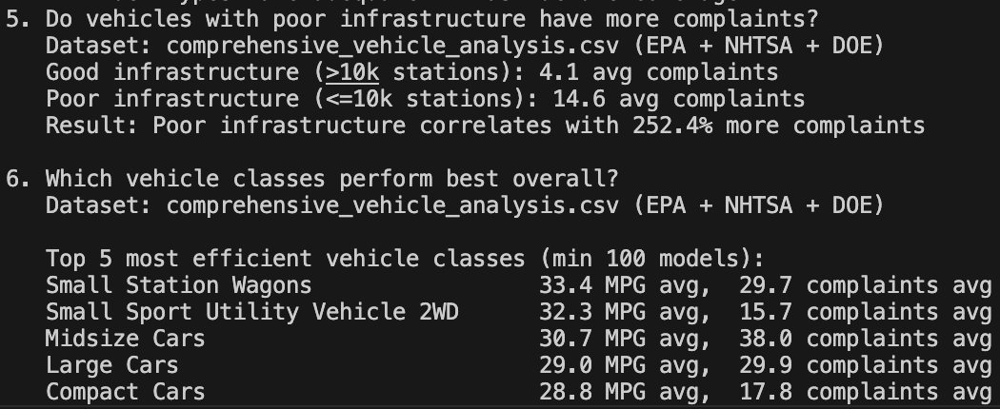 5. Do vehicles with poor infrastructure have more complaints?
Dataset: comprehensive_vehicle_analysis.csv (EPA + NHTSA + DOE)
Good infrastructure (>10k stations): 4.1 avg complaints
Poor infrastructure (<=10k stations): 14.6 avg complaints
Result: Poor infrastructure correlates with 252.4% more complaints
6. Which vehicle classes perform best overall?
Dataset: comprehensive_vehicle_analysis.csv (EPA + NHTSA + DOE)
Top 5 most efficient vehicle classes (min 100 models):
Small Station Wagons 33.4 MPG avg, 29.7 complaints avg
Small Sport Utility Vehicle 2WD 32.3 MPG avg, 15.7 complaints avg
Midsize Cars 30.7 MPG avg, 38.0 complaints avg
Large Cars 29.0 MPG avg, 29.9 complaints avg
Compact Cars 28.8 MPG avg, 17.8 complaints avg